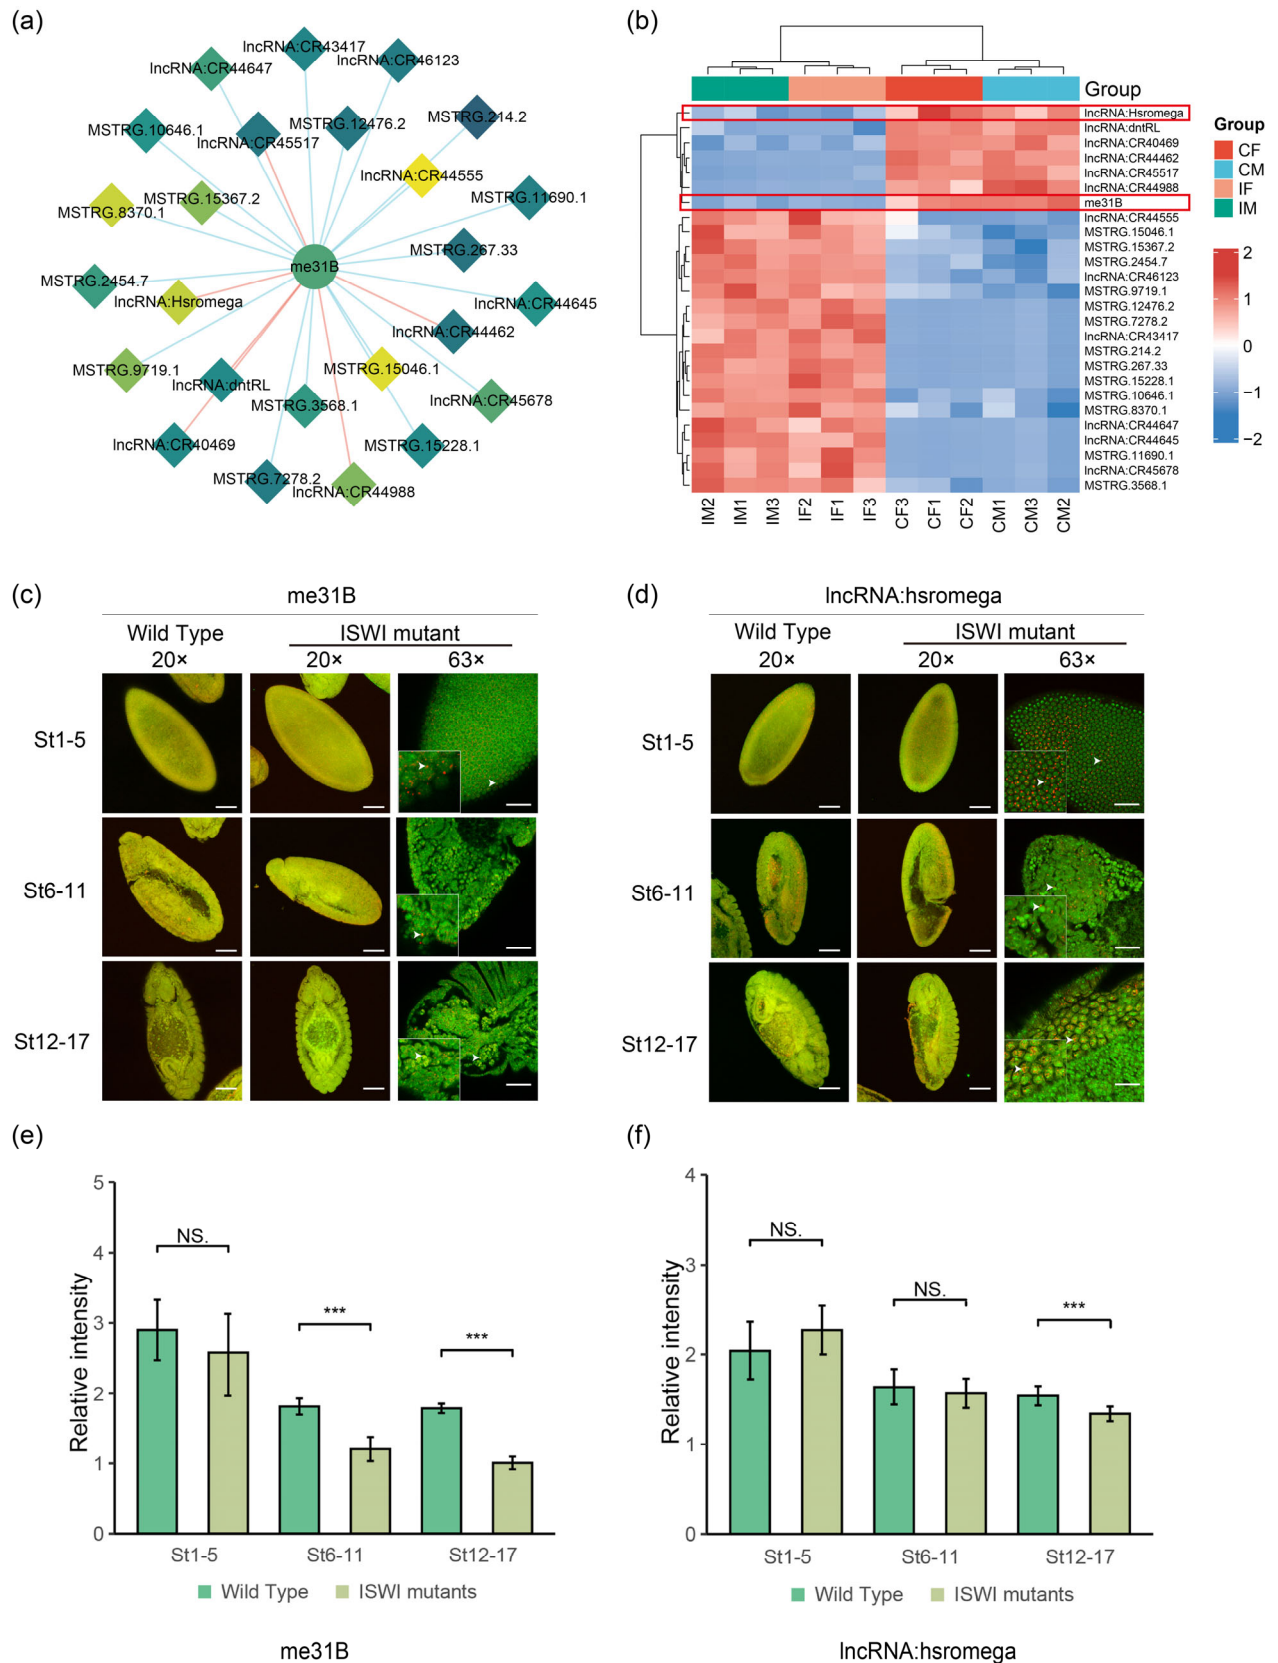 (a)
lncRNA:CR43417
lncRNA:CR46123
lncRNA:CR44647
MSTRG.10646.1
MSTRG.12476.2
MSTRG.214.2
lncRNA:CR45517
lncRNA:CR44555
MSTRG.8370.1
MSTRG.15367.2
MSTRG.11690.1
MSTRG.267.33
me31B
MSTRG.2454.7
lncRNA:Hsromega
lncRNA:CR44645
lncRNA:CR44462
MSTRG.9719.1
lncRNA:dntRL
MSTRG.15046.1
MSTRG.3568.1
lncRNA:CR45678
lncRNA:CR40469
MSTRG.15228.1
MSTRG.7278.2
lncRNA:CR44988
(b)
Group
lncRNA:Hsromega
lncRNA:dntRL
lncRNA:CR40469
lncRNA:CR44462
lncRNA:CR45517
lncRNA:CR44988
me31B
lncRNA:CR44555
MSTRG.15046.1
MSTRG.15367.2
MSTRG.2454.7
lncRNA:CR46123
MSTRG.9719.1
MSTRG.12476.2
MSTRG.7278.2
lncRNA:CR43417
MSTRG.214.2
MSTRG.267.33
MSTRG.15228.1
MSTRG.10646.1
MSTRG.8370.1
lncRNA:CR44647
lncRNA:CR44645
MSTRG.11690.1
lncRNA:CR45678
MSTRG.3568.1
IM2 IM1 IM3 IF2 IF1 IF3 CF3 CF1 CF2 CM1 CM3 CM2
Group
CF
CM
IF
IM
2
1
0
−1
−2
(c)
me31B
Wild Type ISWI mutant
20× 20× 63×
St1-5
St6-11
St12-17
(d)
lncRNA:hsromega
Wild Type ISWI mutant
20× 20× 63×
St1-5
St6-11
St12-17
(e)
Relative intensity
5
4
3
2
1
0
NS.
***
***
St1-5 St6-11 St12-17
Wild Type ISWI mutants
me31B
(f)
Relative intensity
4
3
2
1
0
NS.
NS.
***
St1-5 St6-11 St12-17
Wild Type ISWI mutants
lncRNA:hsromega